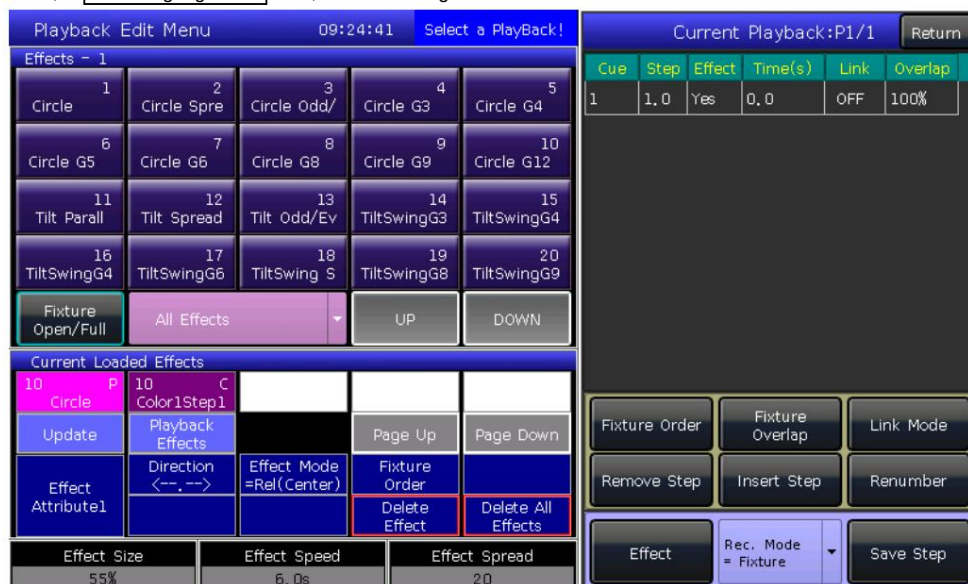 Playback Edit Menu 09:24:41 Select a PlayBack!
Effects - 1
1 Circle
2 Circle Spre
3 Circle Odd/
4 Circle G3
5 Circle G4
6 Circle G5
7 Circle G6
8 Circle G8
9 Circle G9
10 Circle G12
11 Tilt Parall
12 Tilt Spread
13 Tilt Odd/Ev
14 TiltSwingG3
15 TiltSwingG4
16 TiltSwingG4
17 TiltSwingG6
18 TiltSwing S
19 TiltSwingG8
20 TiltSwingG9
Fixture Open/Full
All Effects
UP
DOWN
Current Loaded Effects
10 P Circle
10 C Color1Step1
Update
Playback Effects
Page Up
Page Down
Effect Attribute1
Direction <--.-->
Effect Mode =Rel(Center)
Fixture Order
Delete Effect
Delete All Effects
Effect Size
Effect Speed
Effect Spread
55%
6.0s
20
Current Playback:P1/1 Return
Cue Step Effect Time(s) Link Overlap
1 1.0 Yes 0.0 OFF 100%
Fixture Order
Fixture Overlap
Link Mode
Remove Step
Insert Step
Renumber
Effect
Rec. Mode = Fixture
Save Step